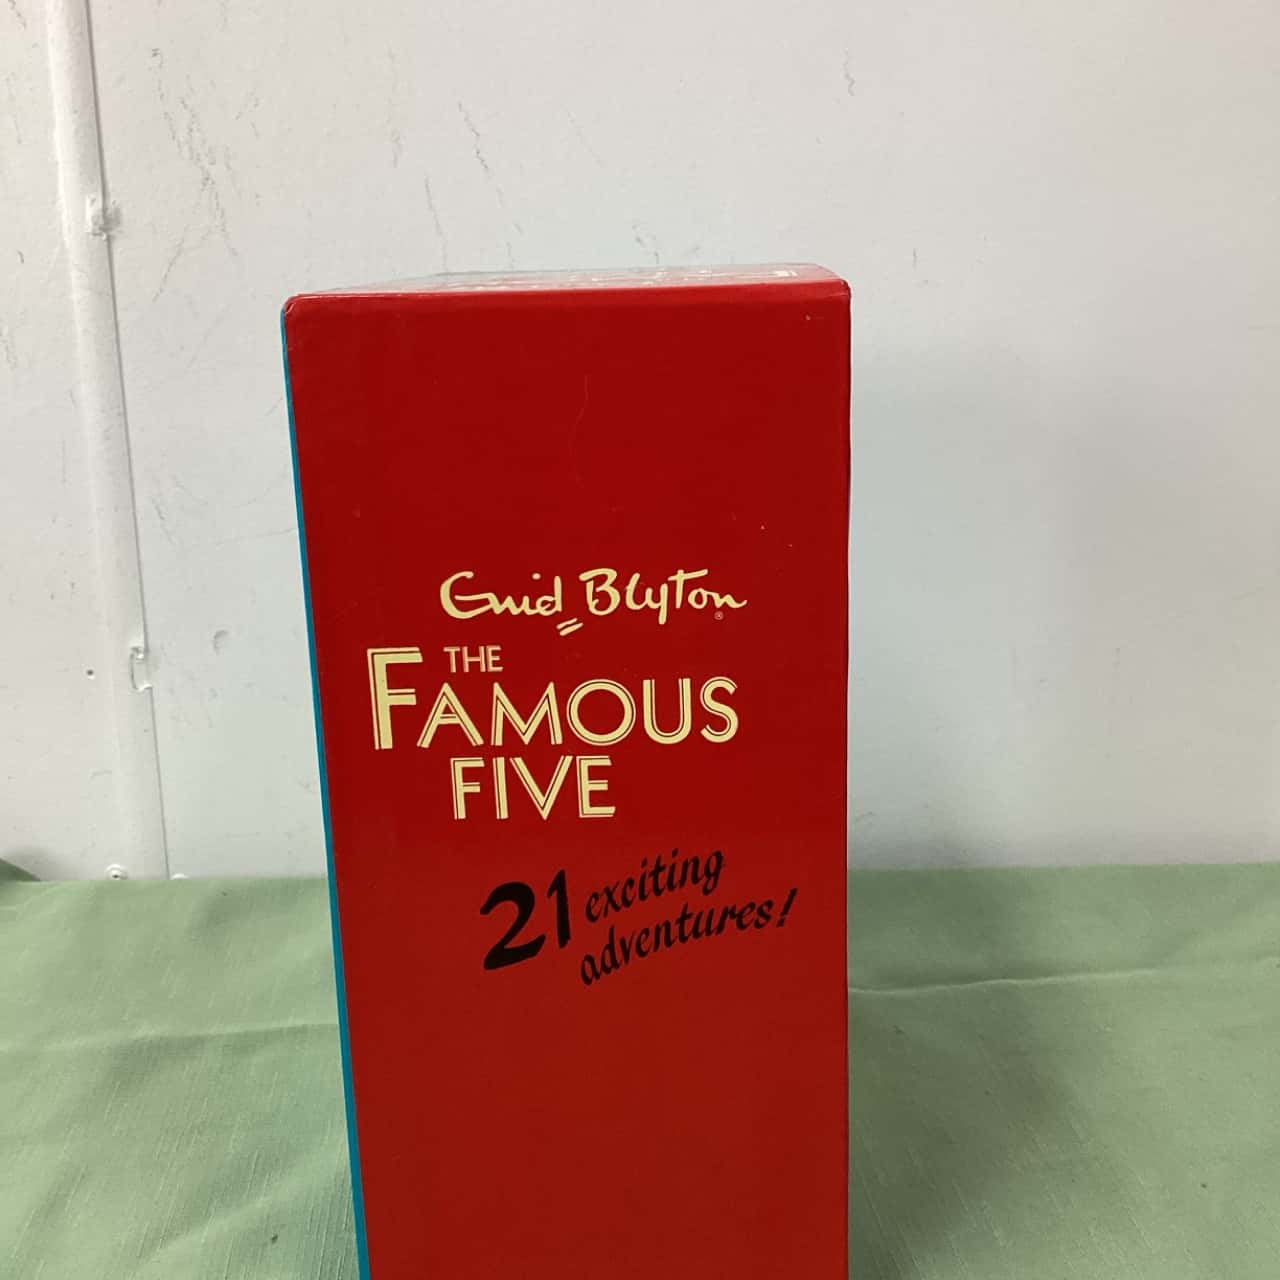 Enid Blyton®
THE
FAMOUS
FIVE
21 exciting
adventures!